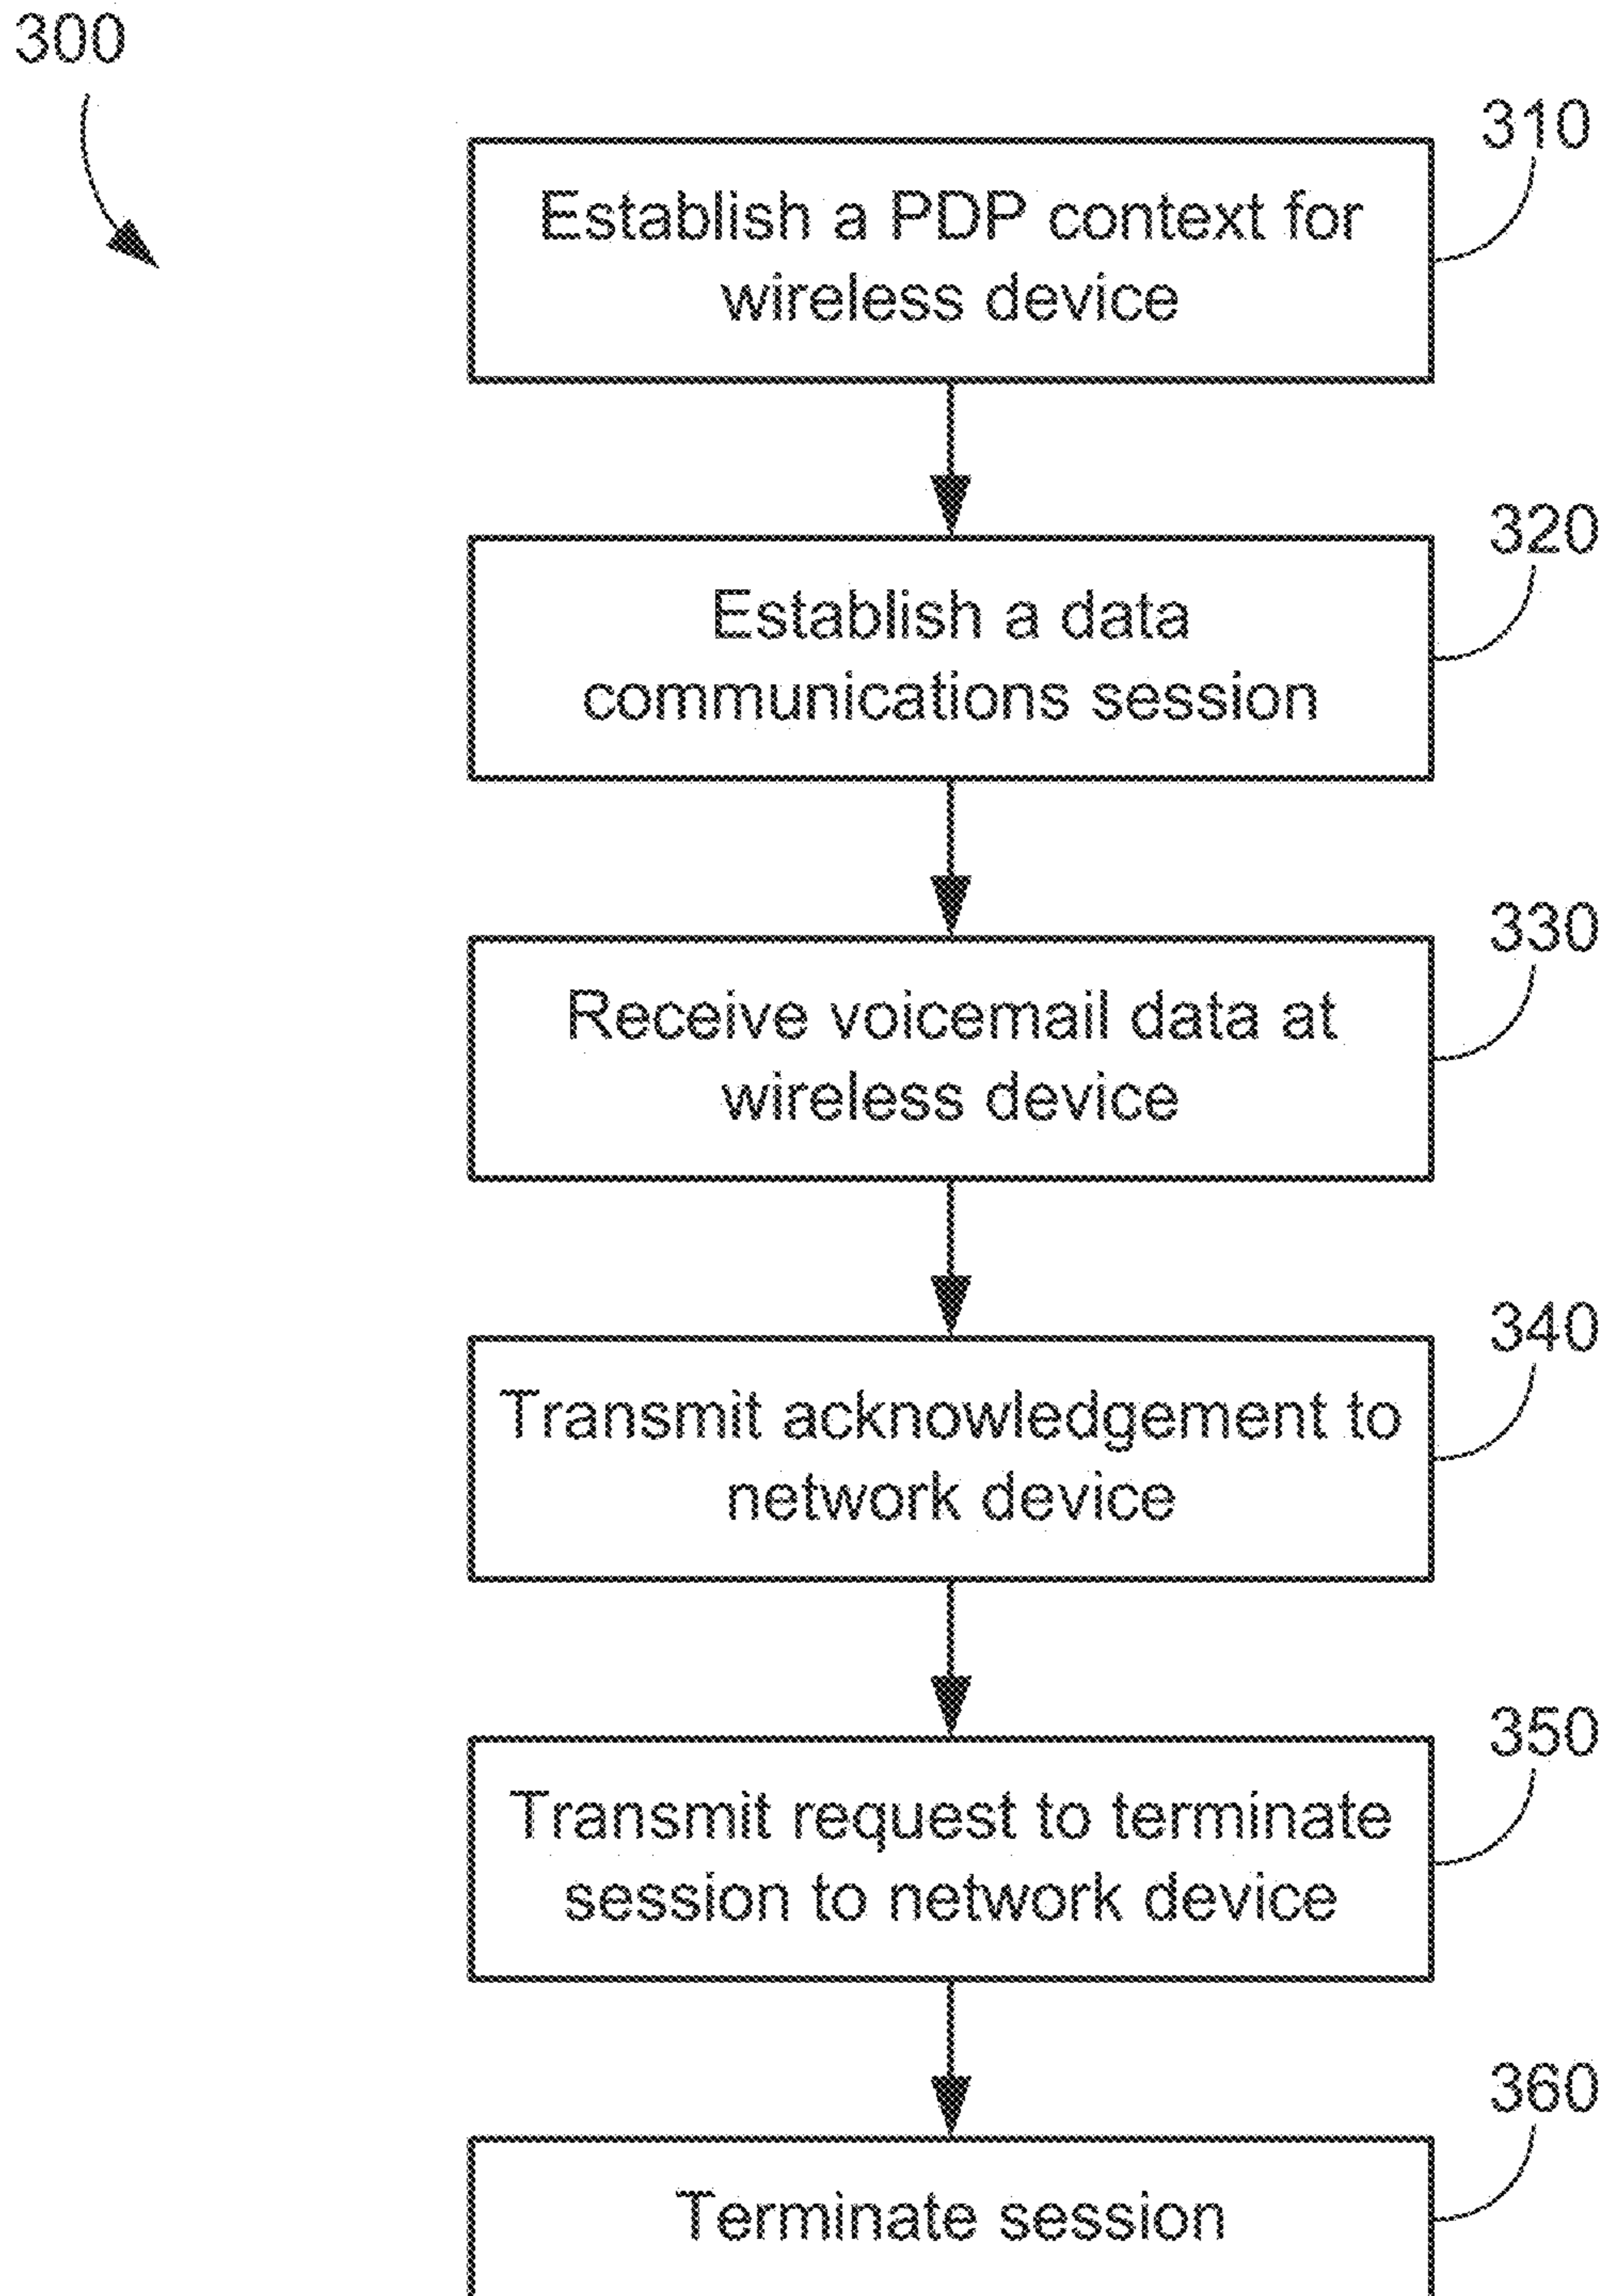 300
310
Establish a PDP context for
wireless device
320
Establish a data
communications session
330
Receive voicemail data at
wireless device
340
Transmit acknowledgement to
network device
350
Transmit request to terminate
session to network device
360
Terminate session